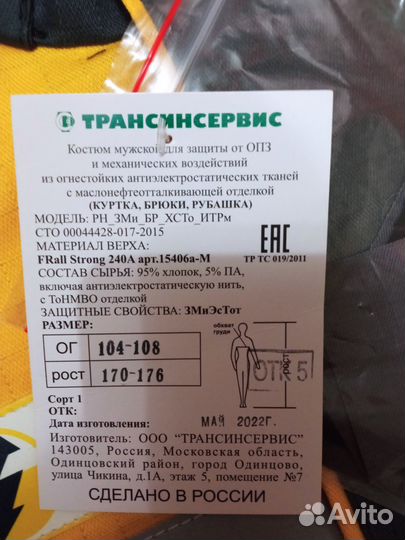 ТРАНСИНСЕРВИС
Костюм мужской для защиты от ОПЗ
и механических воздействий
из огнестойких антиэлектростатических тканей
с маслонефтеотталкивающей отделкой
(КУРТКА, БРЮКИ, РУБАШКА)
МОДЕЛЬ: РН_ЗМи_БР_ХСТо_ИТРм
СТО 00044428-017-2015
МАТЕРИАЛ ВЕРХА:
EAC
FRall Strong 240A арт.15406а-М
ТР ТС 019/2011
СОСТАВ СЫРЬЯ: 95% хлопок, 5% ПА,
включая антиэлектростатическую нить,
с ТоНМВО отделкой
ЗАЩИТНЫЕ СВОЙСТВА: ЗМиЭсТот
РАЗМЕР:
обхват груди
ОГ 104-108
рост 170-176
рост
ОТК 5
Сорт 1
ОТК:
Дата изготовления: МАЙ 2022Г.
Изготовитель: ООО "ТРАНСИНСЕРВИС"
143005, Россия, Московская область,
Одинцовский район, город Одинцово,
улица Чикина, д.1А, этаж 5, помещение №7
СДЕЛАНО В РОССИИ
Avito